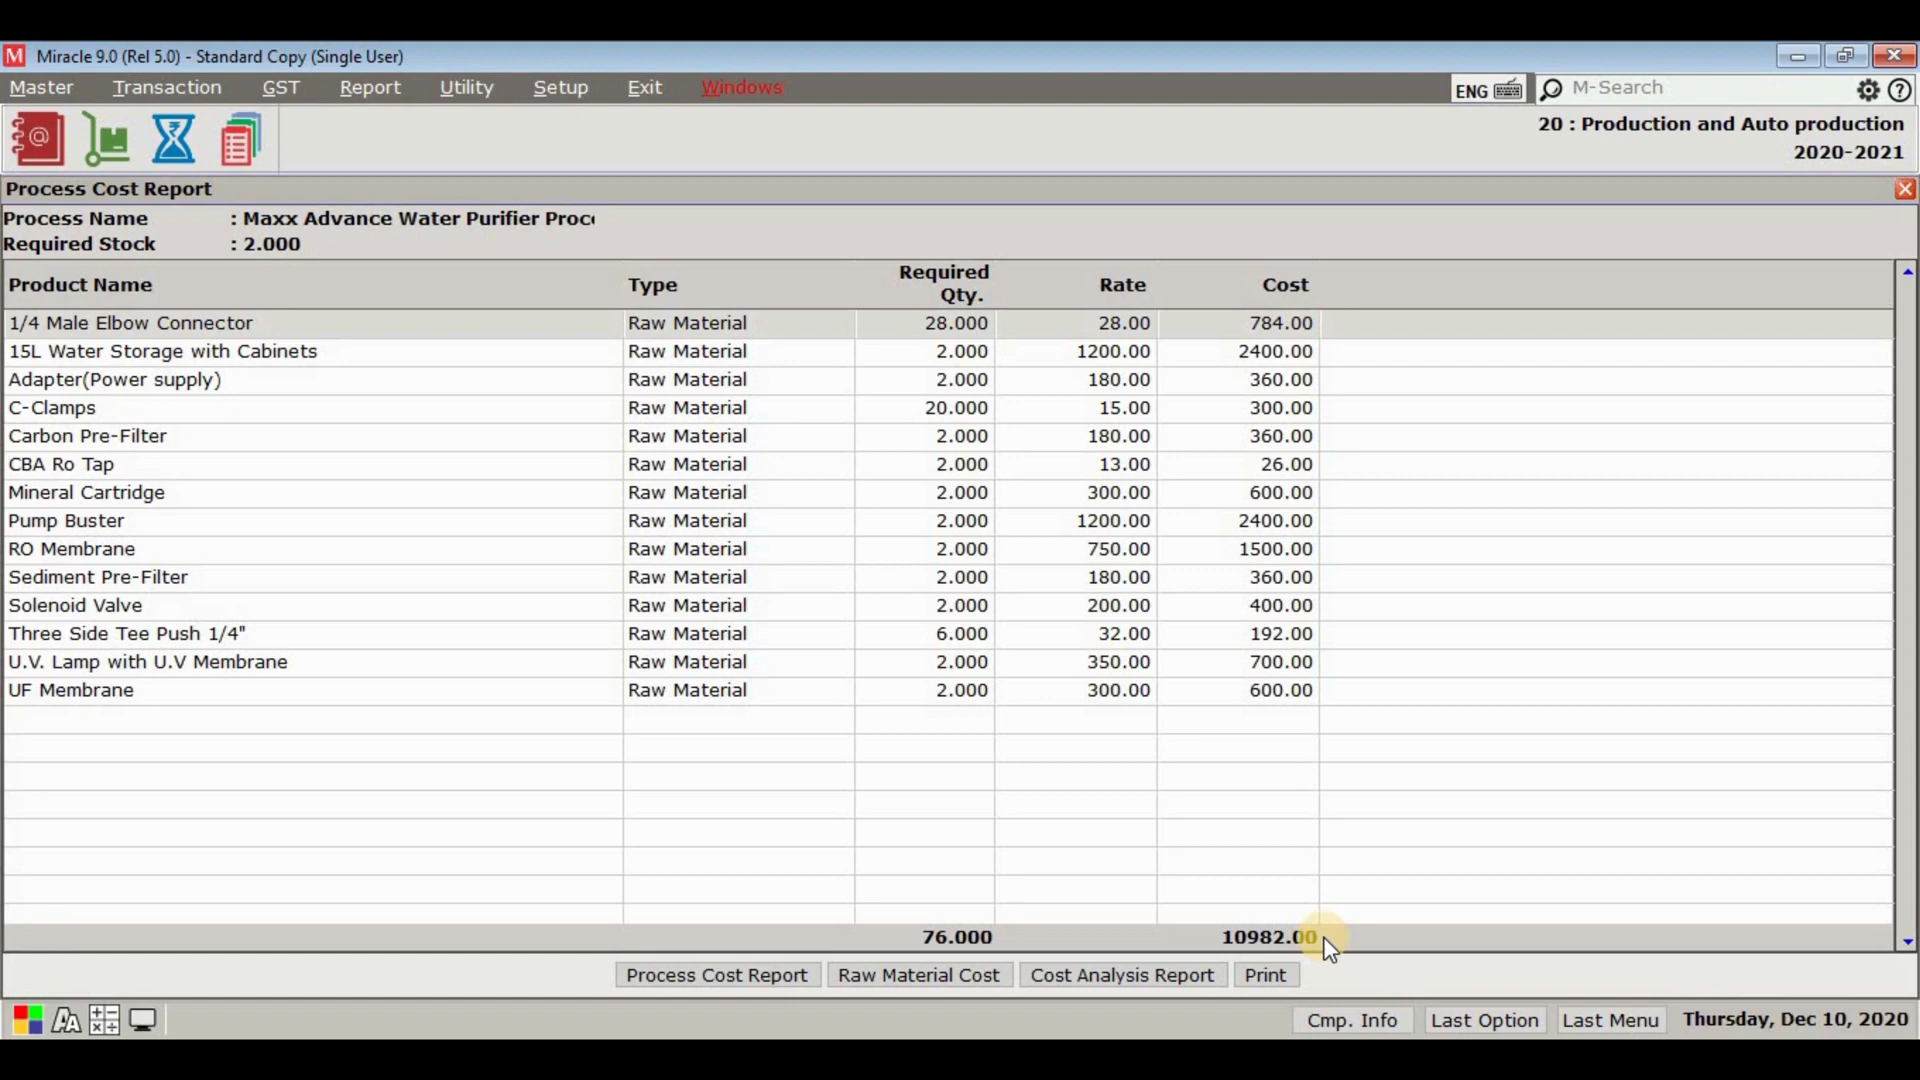 Miracle 9.0 (Rel 5.0) - Standard Copy (Single User)
Master Transaction GST Report Utility Setup Exit Windows ENG M-Search
20 : Production and Auto production
2020-2021
Process Cost Report
Process Name : Maxx Advance Water Purifier Proc
Required Stock : 2.000
Product Name Type Required Qty. Rate Cost
1/4 Male Elbow Connector Raw Material 28.000 28.00 784.00
15L Water Storage with Cabinets Raw Material 2.000 1200.00 2400.00
Adapter(Power supply) Raw Material 2.000 180.00 360.00
C-Clamps Raw Material 20.000 15.00 300.00
Carbon Pre-Filter Raw Material 2.000 180.00 360.00
CBA Ro Tap Raw Material 2.000 13.00 26.00
Mineral Cartridge Raw Material 2.000 300.00 600.00
Pump Buster Raw Material 2.000 1200.00 2400.00
RO Membrane Raw Material 2.000 750.00 1500.00
Sediment Pre-Filter Raw Material 2.000 180.00 360.00
Solenoid Valve Raw Material 2.000 200.00 400.00
Three Side Tee Push 1/4" Raw Material 6.000 32.00 192.00
U.V. Lamp with U.V Membrane Raw Material 2.000 350.00 700.00
UF Membrane Raw Material 2.000 300.00 600.00
76.000 10982.00
Process Cost Report Raw Material Cost Cost Analysis Report Print
Cmp. Info Last Option Last Menu Thursday, Dec 10, 2020